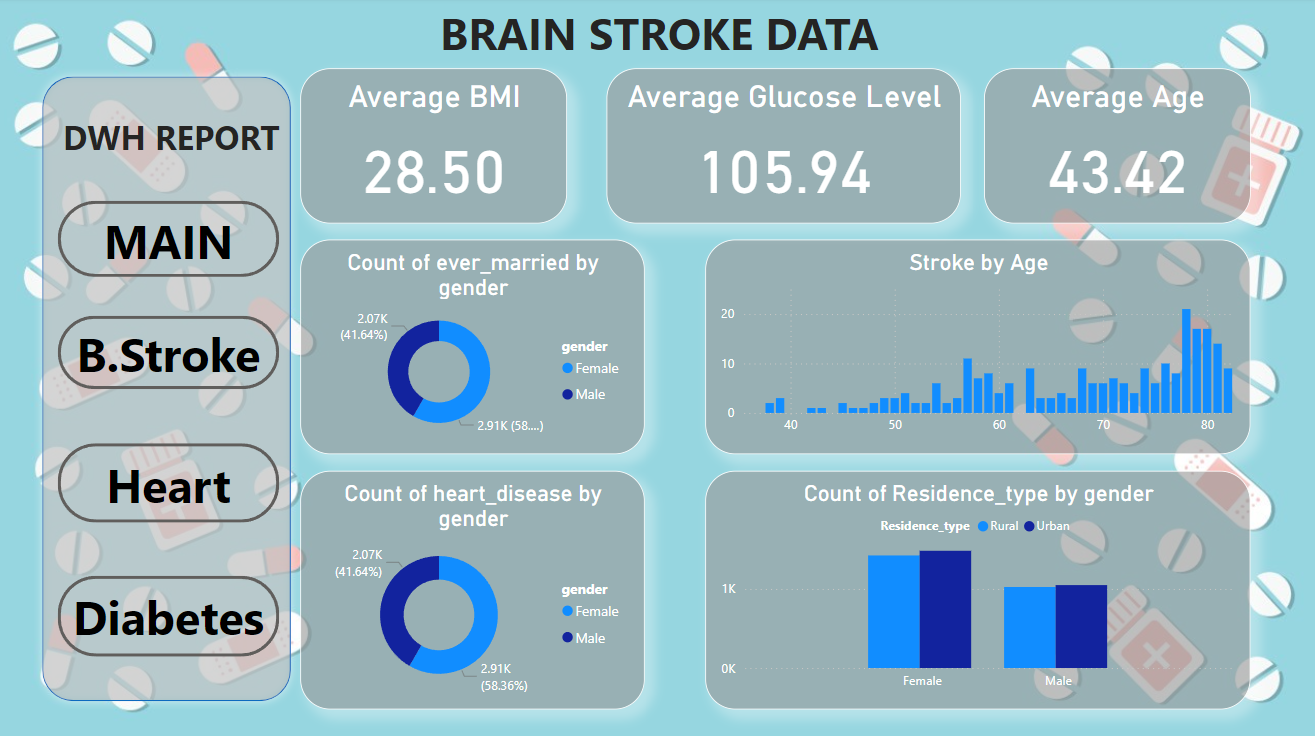 BRAIN STROKE DATA
DWH REPORT
MAIN
B.Stroke
Heart
Diabetes
Average BMI
28.50
Average Glucose Level
105.94
Average Age
43.42
Count of ever_married by
gender
2.07K
(41.64%)
2.91K (58....)
gender
Female
Male
Stroke by Age
20
10
0
40
50
60
70
80
Count of heart_disease by
gender
2.07K
(41.64%)
2.91K
(58.36%)
gender
Female
Male
Count of Residence_type by gender
Residence_type Rural Urban
1K
0K
Female
Male